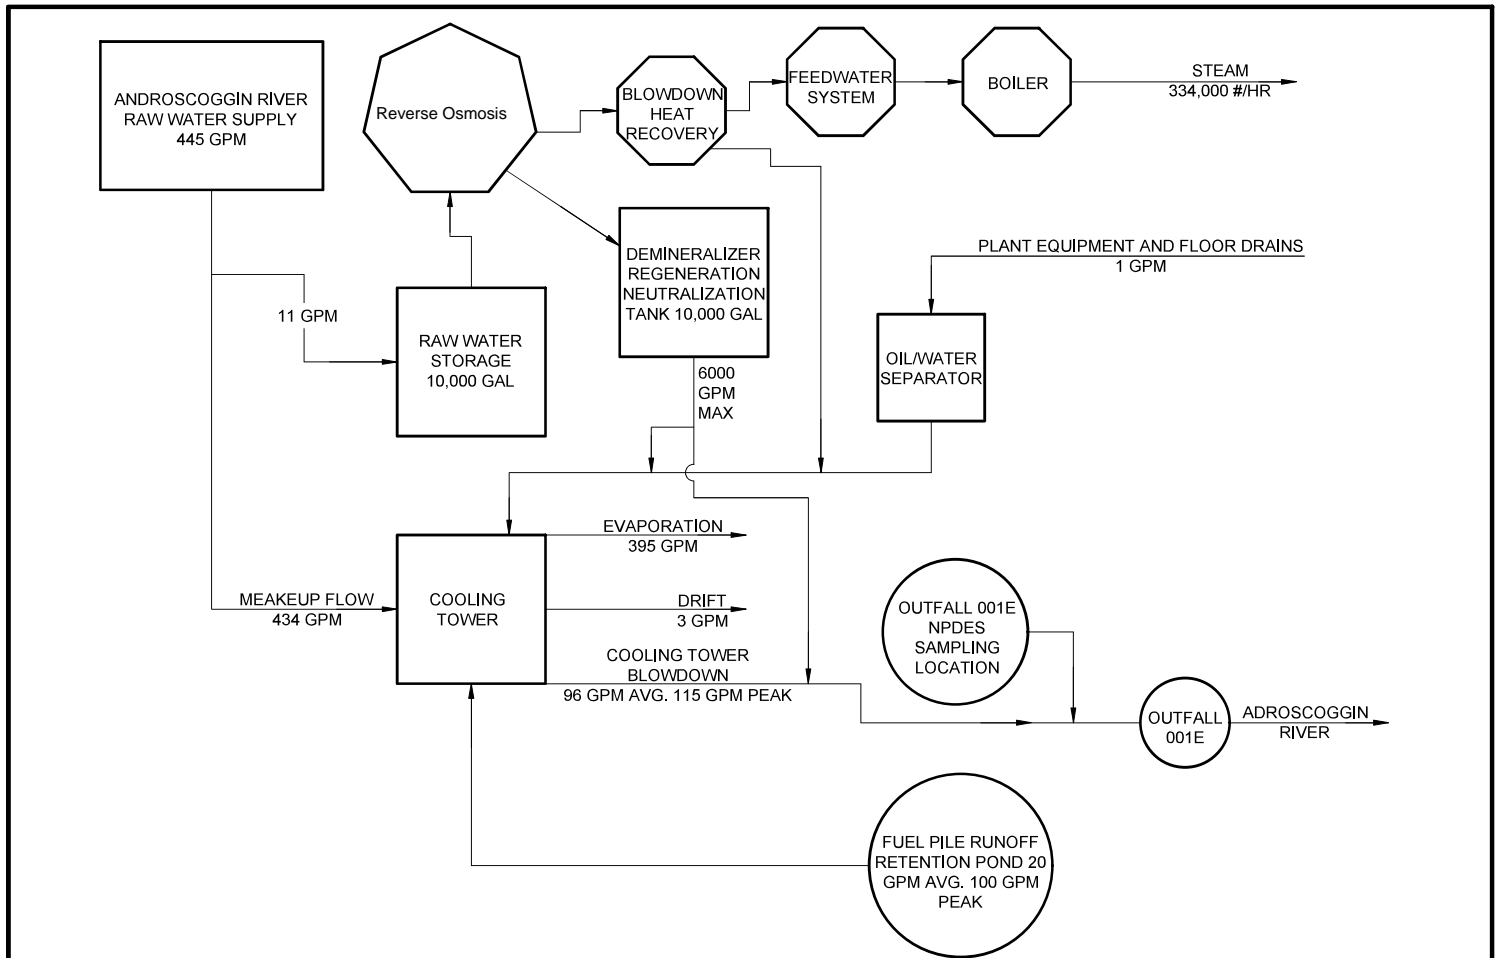 ANDROSCOGGIN RIVER
RAW WATER SUPPLY
445 GPM
Reverse Osmosis
BLOWDOWN
HEAT
RECOVERY
FEEDWATER
SYSTEM
BOILER
STEAM
334,000 #/HR
11 GPM
RAW WATER
STORAGE
10,000 GAL
DEMINERALIZER
REGENERATION
NEUTRALIZATION
TANK 10,000 GAL
6000
GPM
MAX
PLANT EQUIPMENT AND FLOOR DRAINS
1 GPM
OIL/WATER
SEPARATOR
MEAKEUP FLOW
434 GPM
COOLING
TOWER
EVAPORATION
395 GPM
DRIFT
3 GPM
COOLING TOWER
BLOWDOWN
96 GPM AVG. 115 GPM PEAK
OUTFALL 001E
NPDES
SAMPLING
LOCATION
OUTFALL
001E
ADROSCOGGIN
RIVER
FUEL PILE RUNOFF
RETENTION POND 20
GPM AVG. 100 GPM
PEAK